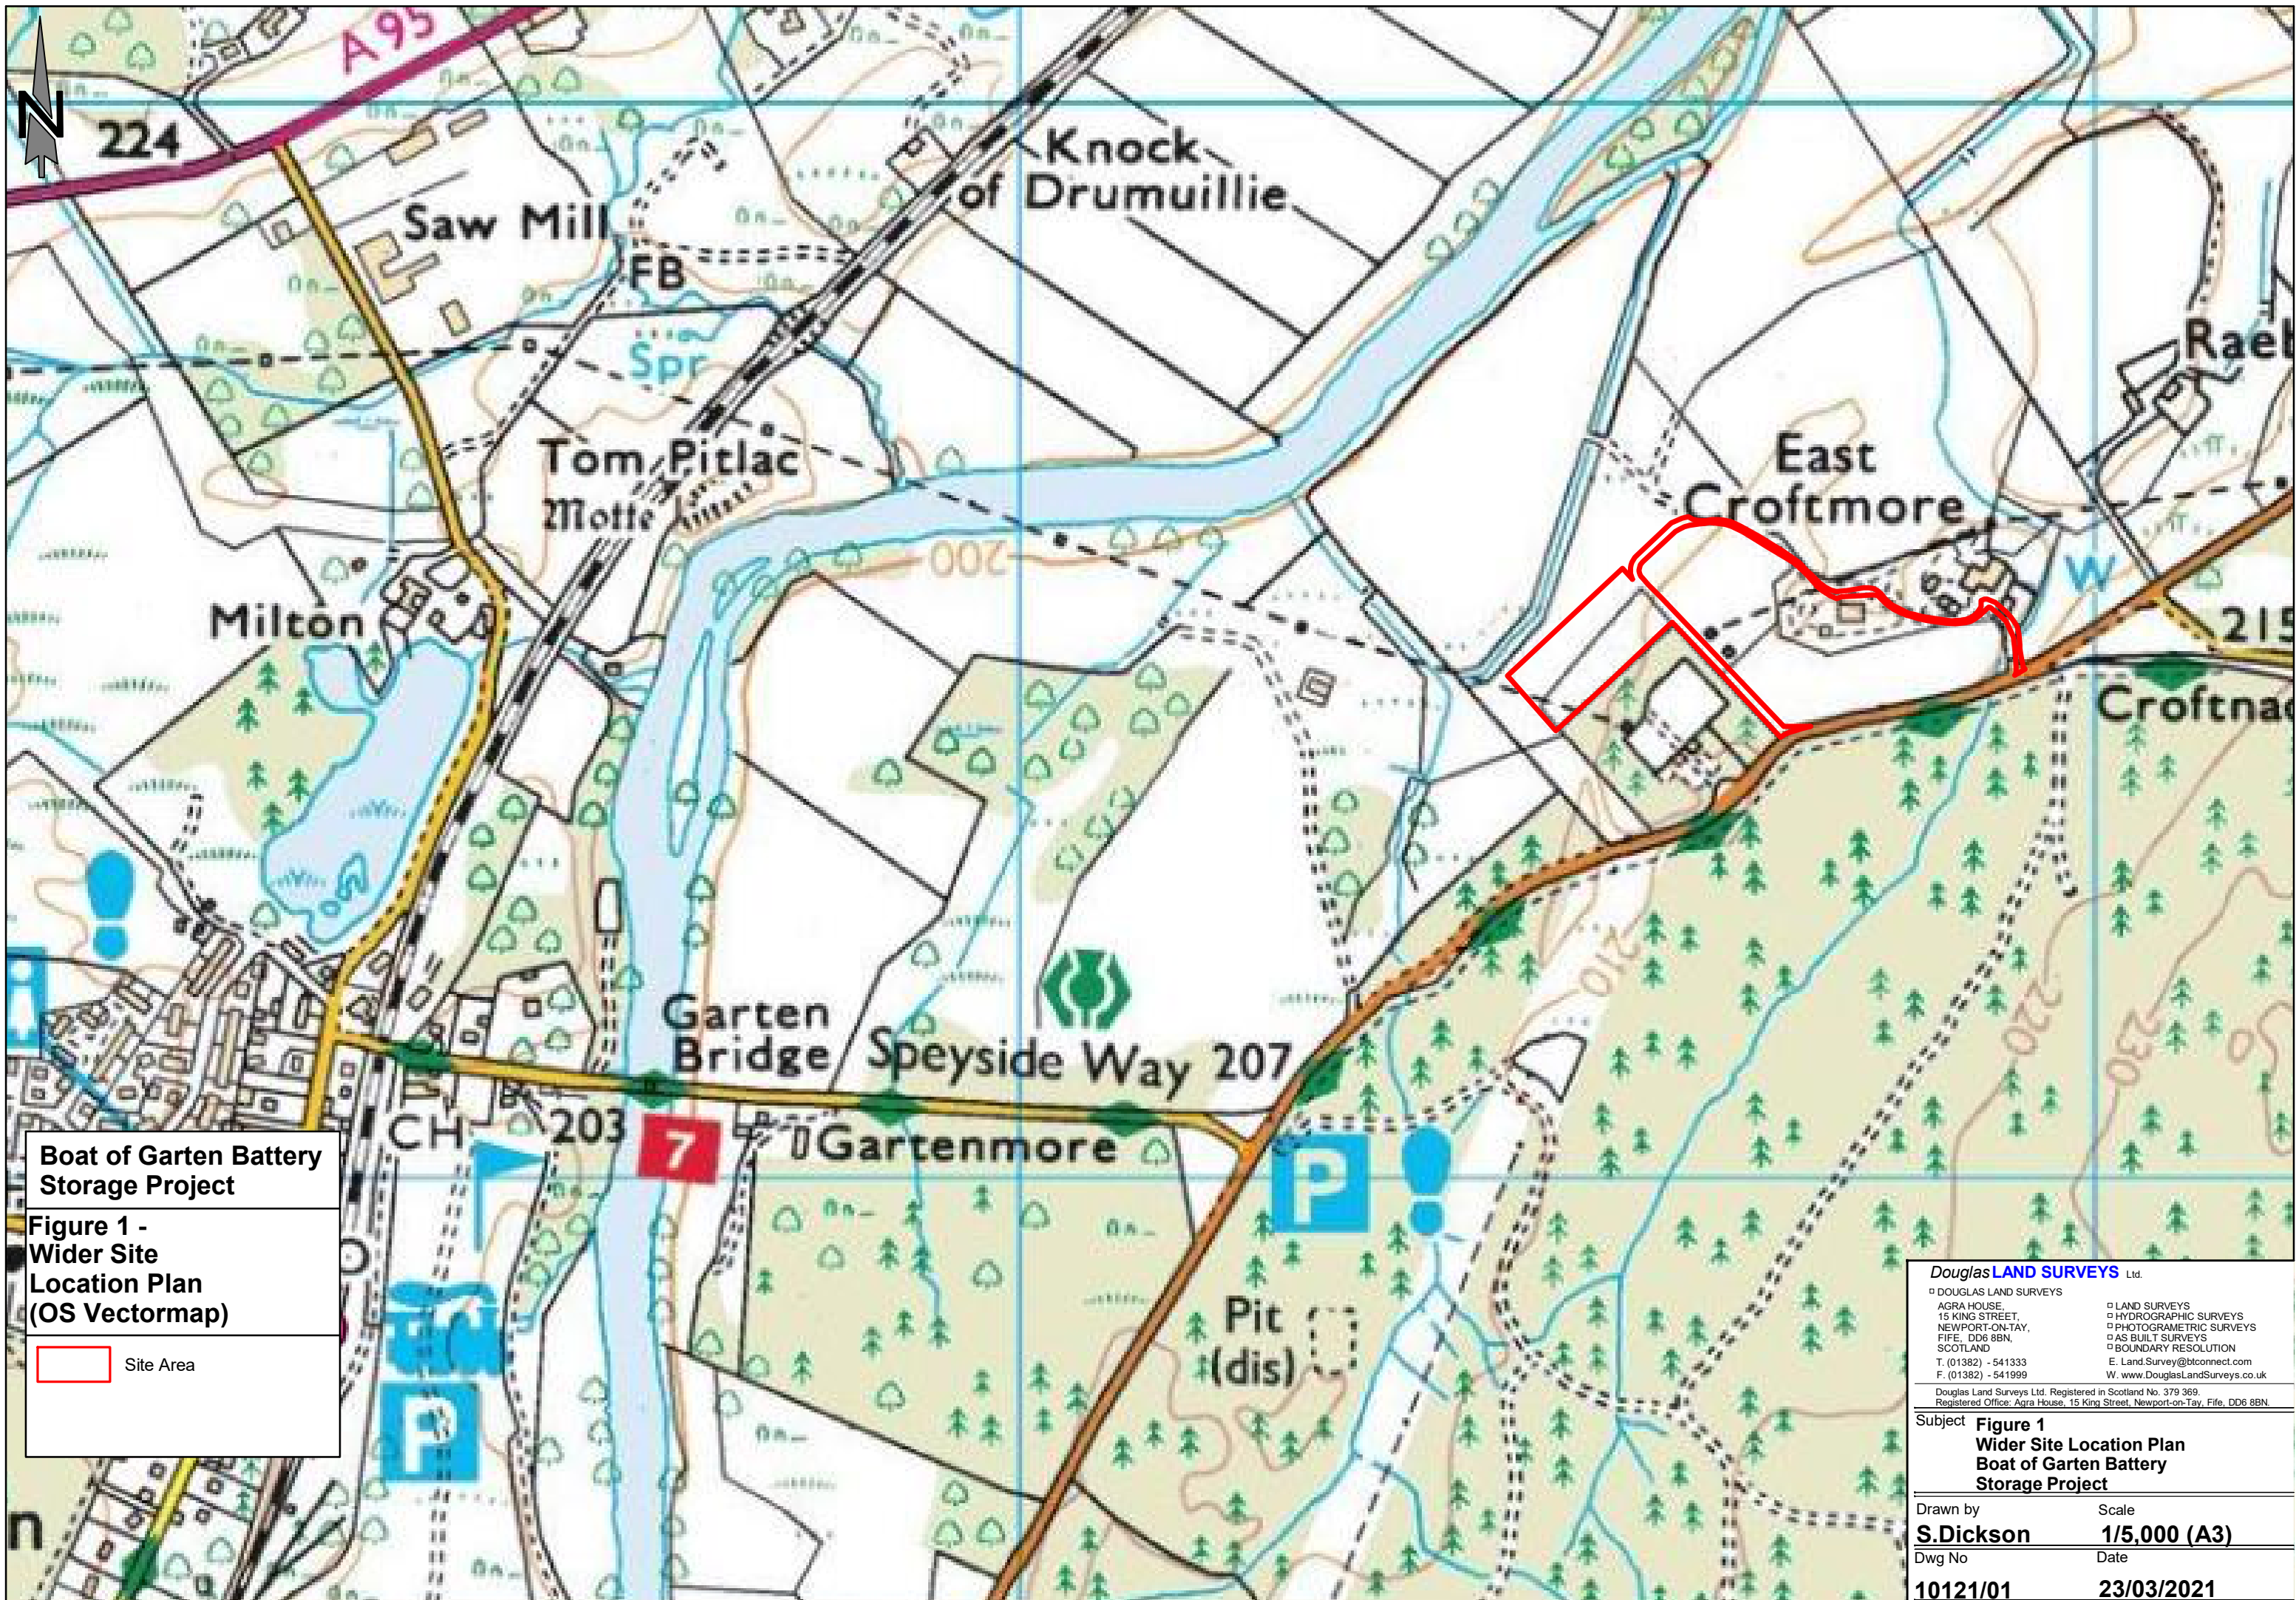 A 95
N
224
Knock
of Drumuillie
Saw Mill
FB
Spr
Raeb
Tom Pitlac
Motte
East
Croftmore
200
W
Milton
215
Croftnac
210
220
230
Garten
Bridge
Speyside Way 207
CH
203
7
Gartenmore
P
Pit
(dis)
P
n
Boat of Garten Battery
Storage Project
Figure 1 -
Wider Site
Location Plan
(OS Vectormap)
Site Area
Douglas LAND SURVEYS Ltd.
DOUGLAS LAND SURVEYS
AGRA HOUSE,
15 KING STREET,
NEWPORT-ON-TAY,
FIFE, DD6 8BN,
SCOTLAND
T. (01382) - 541333
F. (01382) - 541999
LAND SURVEYS
HYDROGRAPHIC SURVEYS
PHOTOGRAMETRIC SURVEYS
AS BUILT SURVEYS
BOUNDARY RESOLUTION
E. Land.Survey@btconnect.com
W. www.DouglasLandSurveys.co.uk
Douglas Land Surveys Ltd. Registered in Scotland No. 379 369.
Registered Office: Agra House, 15 King Street, Newport-on-Tay, Fife, DD6 8BN.
Subject Figure 1
Wider Site Location Plan
Boat of Garten Battery
Storage Project
Drawn by Scale
S.Dickson 1/5,000 (A3)
Dwg No Date
10121/01 23/03/2021